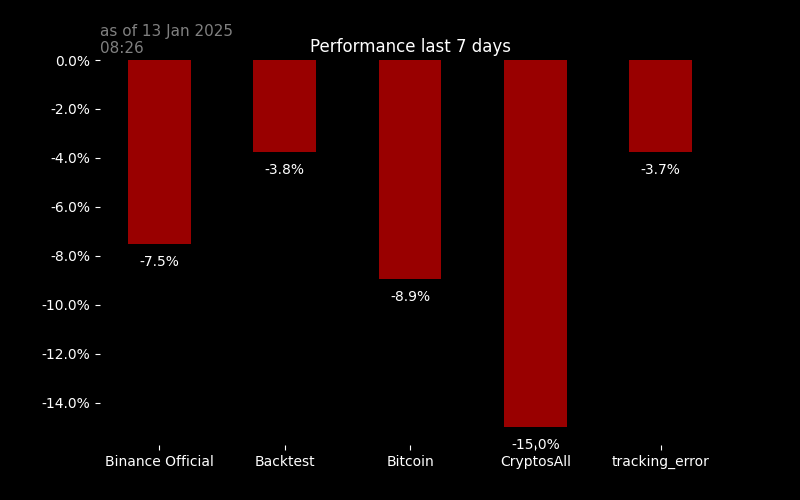 as of 13 Jan 2025
08:26
Performance last 7 days
0.0%
-2.0%
-4.0%
-6.0%
-8.0%
-10.0%
-12.0%
-14.0%
-7.5%
-3.8%
-8.9%
-15.0%
-3.7%
Binance Official
Backtest
Bitcoin
CryptosAll
tracking_error